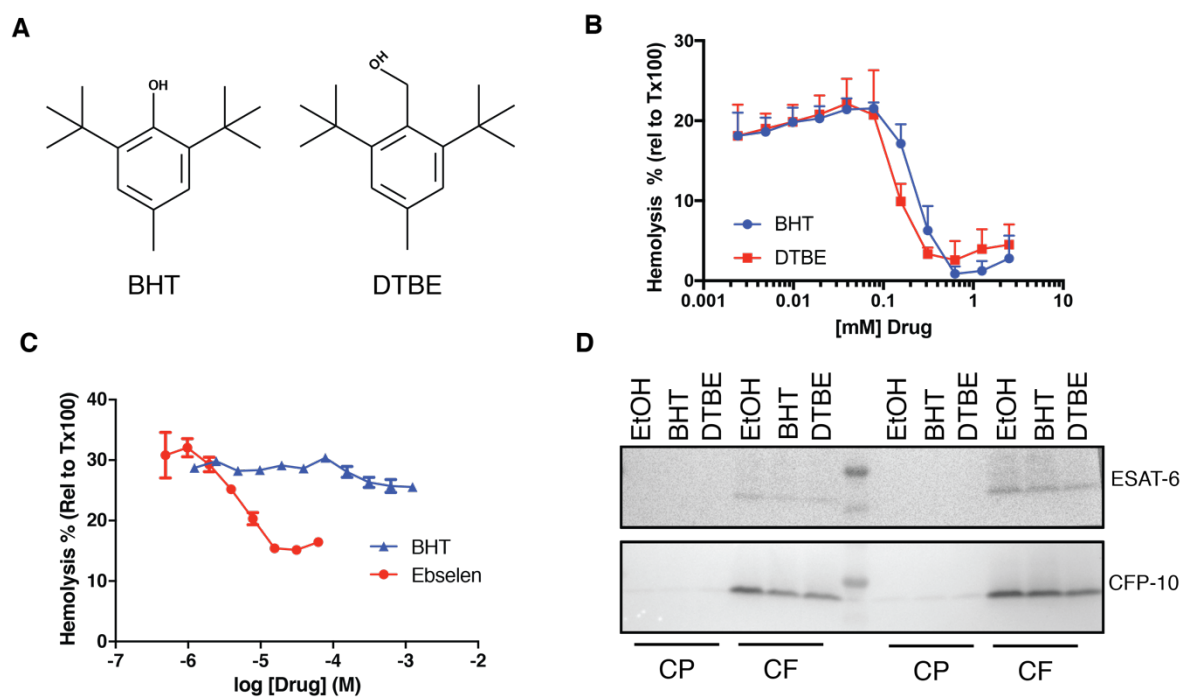 A
OH
BHT
OH
DTBE
B
Hemolysis % (rel to Tx100)
30
20
10
0
0.001
0.01
0.1
1
10
[mM] Drug
BHT
DTBE
C
Hemolysis % (Rel to Tx100)
40
30
20
10
0
-7
-6
-5
-4
-3
-2
log [Drug] (M)
BHT
Ebselen
D
EtOH
BHT
DTBE
EtOH
BHT
DTBE
EtOH
BHT
DTBE
EtOH
BHT
DTBE
ESAT-6
CFP-10
CP
CF
CP
CF